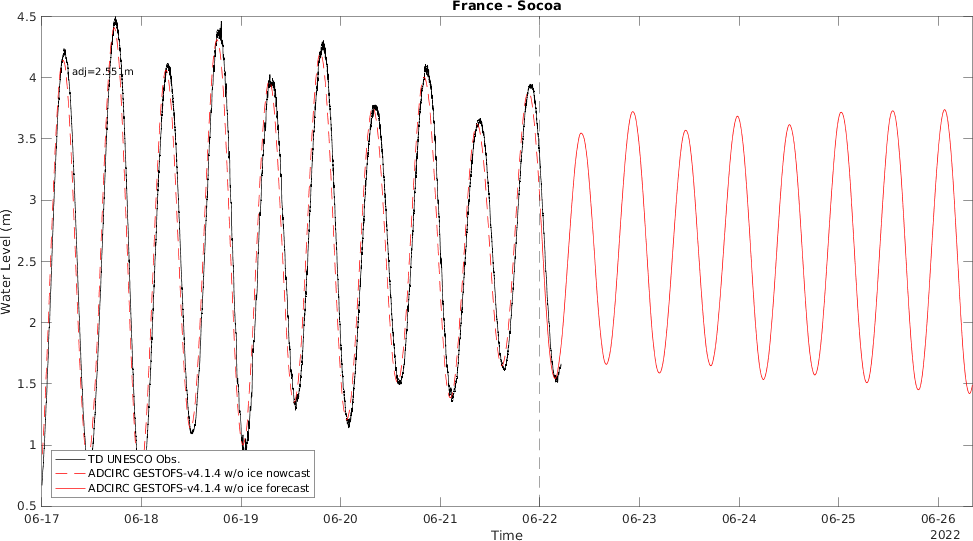 France - Socoa
4.5
4
3.5
3
2.5
2
1.5
1
0.5
Water Level (m)
adj=2.551m
TD UNESCO Obs.
ADCIRC GESTOFS-v4.1.4 w/o ice nowcast
ADCIRC GESTOFS-v4.1.4 w/o ice forecast
06-17 06-18 06-19 06-20 06-21 06-22 06-23 06-24 06-25 06-26
Time 2022